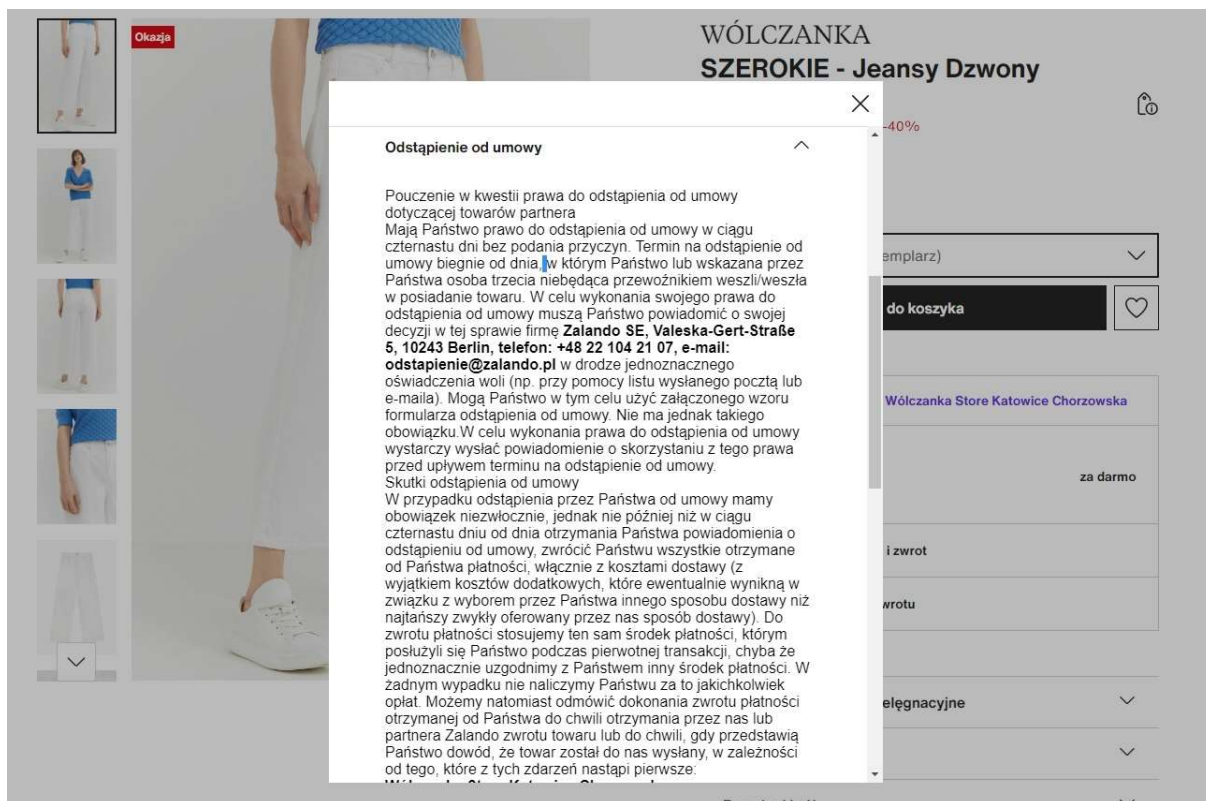 Okazja
WÓLCZANKA
SZEROKIE - Jeansy Dzwony
-40%
Odstąpienie od umowy
Pouczenie w kwestii prawa do odstąpienia od umowy
dotyczącej towarów partnera
Mają Państwo prawo do odstąpienia od umowy w ciągu
czternastu dni bez podania przyczyn. Termin na odstąpienie od
umowy biegnie od dnia, w którym Państwo lub wskazana przez
Państwa osoba trzecia niebędąca przewoźnikiem weszli/weszła
w posiadanie towaru. W celu wykonania swojego prawa do
odstąpienia od umowy muszą Państwo powiadomić o swojej
decyzji w tej sprawie firmę Zalando SE, Valeska-Gert-Straße
5, 10243 Berlin, telefon: +48 22 104 21 07, e-mail:
odstapienie@zalando.pl w drodze jednoznacznego
oświadczenia woli (np. przy pomocy listu wysłanego pocztą lub
e-maila). Mogą Państwo w tym celu użyć załączonego wzoru
formularza odstąpienia od umowy. Nie ma jednak takiego
obowiązku.W celu wykonania prawa do odstąpienia od umowy
wystarczy wysłać powiadomienie o skorzystaniu z tego prawa
przed upływem terminu na odstąpienie od umowy.
Skutki odstąpienia od umowy
W przypadku odstąpienia przez Państwa od umowy mamy
obowiązek niezwłocznie, jednak nie później niż w ciągu
czternastu dniu od dnia otrzymania Państwa powiadomienia o
odstąpieniu od umowy, zwrócić Państwu wszystkie otrzymane
od Państwa płatności, włącznie z kosztami dostawy (z
wyjątkiem kosztów dodatkowych, które ewentualnie wynikną w
związku z wyborem przez Państwa innego sposobu dostawy niż
najtańszy zwykły oferowany przez nas sposób dostawy). Do
zwrotu płatności stosujemy ten sam środek płatności, którym
posłużyli się Państwo podczas pierwotnej transakcji, chyba że
jednoznacznie uzgodnimy z Państwem inny środek płatności. W
żadnym wypadku nie naliczymy Państwu za to jakichkolwiek
opłat. Możemy natomiast odmówić dokonania zwrotu płatności
otrzymanej od Państwa do chwili otrzymania przez nas lub
partnera Zalando zwrotu towaru lub do chwili, gdy przedstawią
Państwo dowód, że towar został do nas wysłany, w zależności
od tego, które z tych zdarzeń nastąpi pierwsze:
emplarz)
do koszyka
Wólczanka Store Katowice Chorzowska
za darmo
i zwrot
wrotu
elęgnacyjne